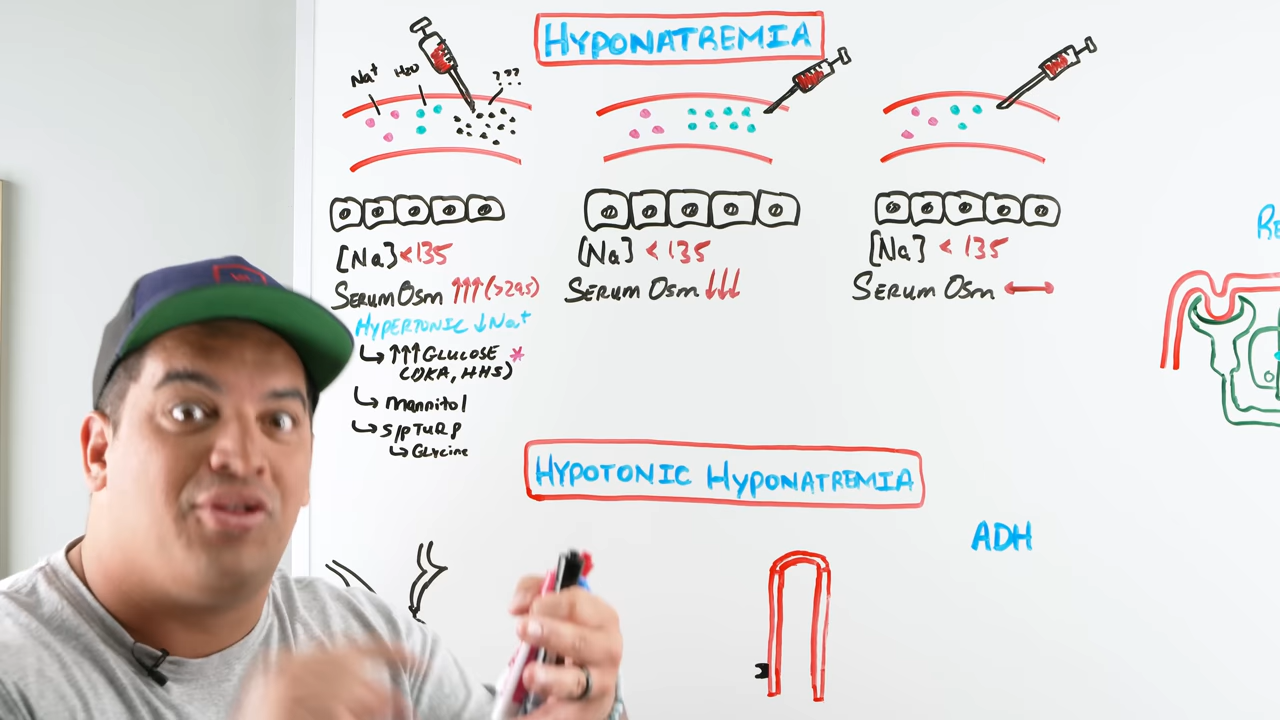 HYPONATREMIA
Na+
H2O
???
[Na] <135
SERUM OSM ↑↑↑ (>295)
HYPERTONIC ↓Na+
↳ ↑↑↑ GLUCOSE *
(DKA, HHS)
↳ Mannitol
↳ S/P TURP
↳ Glycine
[Na] < 135
SERUM OSM ↓↓↓
[Na] < 135
SERUM OSM ↔
RE
HYPOTONIC HYPONATREMIA
ADH